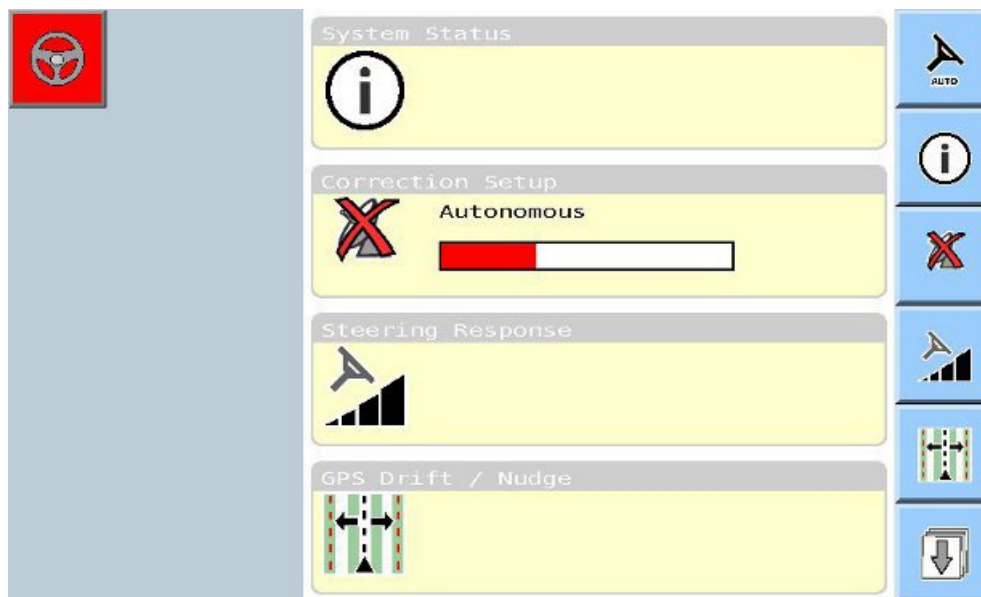 System Status
AUTO
Correction Setup
Autonomous
Steering Response
GPS Drift / Nudge